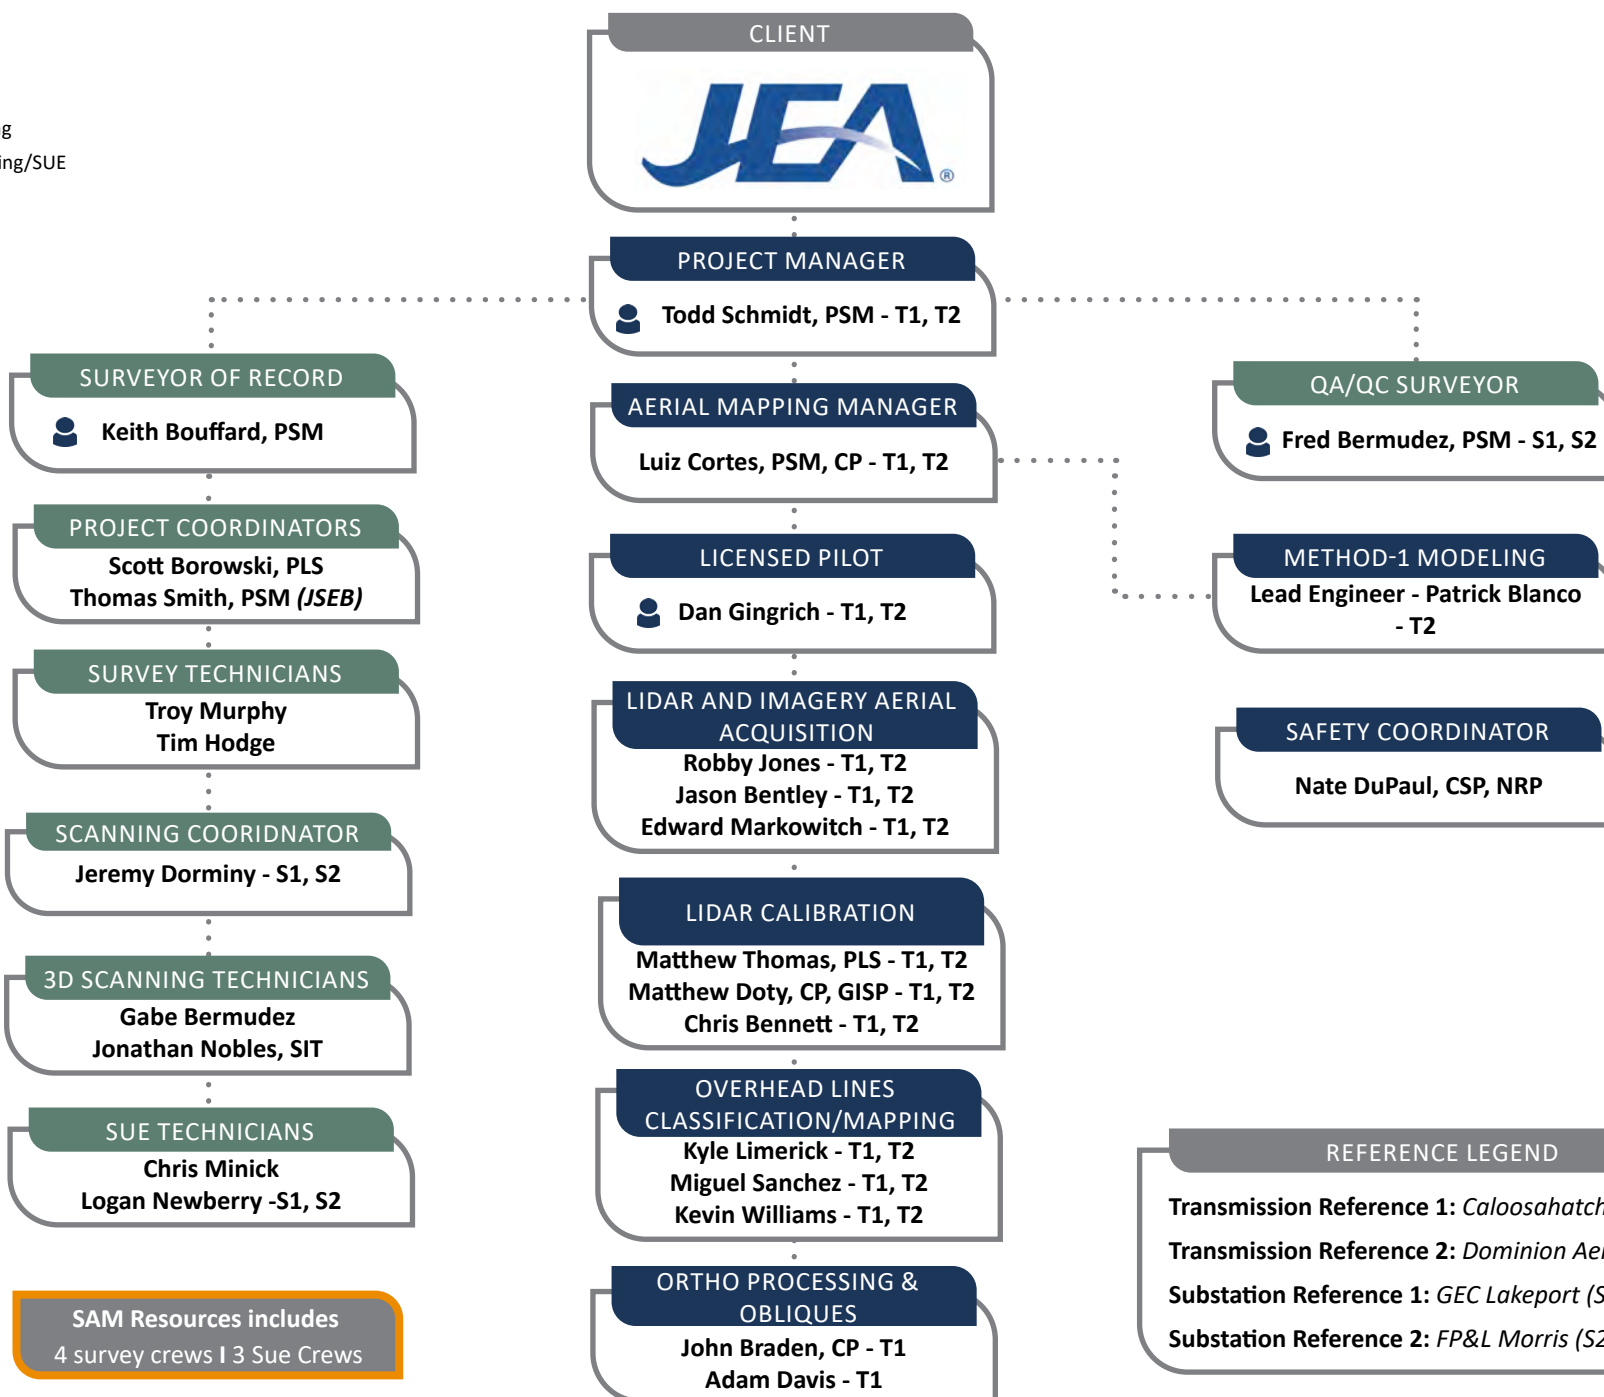 CLIENT
JEA
®
PROJECT MANAGER
Todd Schmidt, PSM - T1, T2
SURVEYOR OF RECORD
Keith Bouffard, PSM
PROJECT COORDINATORS
Scott Borowski, PLS
Thomas Smith, PSM (JSEB)
SURVEY TECHNICIANS
Troy Murphy
Tim Hodge
SCANNING COORIDNATOR
Jeremy Dorminy - S1, S2
3D SCANNING TECHNICIANS
Gabe Bermudez
Jonathan Nobles, SIT
SUE TECHNICIANS
Chris Minick
Logan Newberry -S1, S2
SAM Resources includes
4 survey crews I 3 Sue Crews
AERIAL MAPPING MANAGER
Luiz Cortes, PSM, CP - T1, T2
LICENSED PILOT
Dan Gingrich - T1, T2
LIDAR AND IMAGERY AERIAL
ACQUISITION
Robby Jones - T1, T2
Jason Bentley - T1, T2
Edward Markowitch - T1, T2
LIDAR CALIBRATION
Matthew Thomas, PLS - T1, T2
Matthew Doty, CP, GISP - T1, T2
Chris Bennett - T1, T2
OVERHEAD LINES
CLASSIFICATION/MAPPING
Kyle Limerick - T1, T2
Miguel Sanchez - T1, T2
Kevin Williams - T1, T2
ORTHO PROCESSING &
OBLIQUES
John Braden, CP - T1
Adam Davis - T1
QA/QC SURVEYOR
Fred Bermudez, PSM - S1, S2
METHOD-1 MODELING
Lead Engineer - Patrick Blanco
- T2
SAFETY COORDINATOR
Nate DuPaul, CSP, NRP
REFERENCE LEGEND
Transmission Reference 1:
Transmission Reference 2: Dominion
Substation Reference 1: GEC Lakeport
Substation Reference 2: FP&L Morris (S2